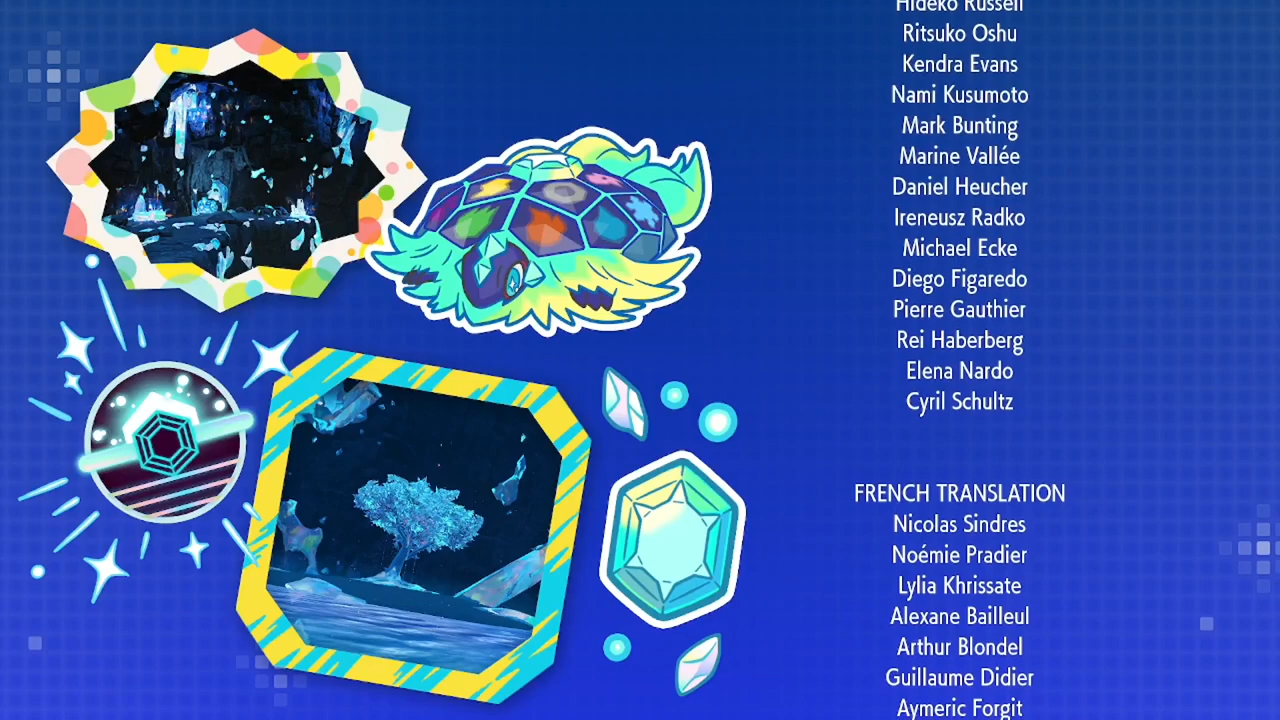 Hideko Russell
Ritsuko Oshu
Kendra Evans
Nami Kusumoto
Mark Bunting
Marine Vallée
Daniel Heucher
Ireneusz Radko
Michael Ecke
Diego Figaredo
Pierre Gauthier
Rei Haberberg
Elena Nardo
Cyril Schultz
FRENCH TRANSLATION
Nicolas Sindres
Noémie Pradier
Lylia Khrissate
Alexane Bailleul
Arthur Blondel
Guillaume Didier
Aymeric Forgit